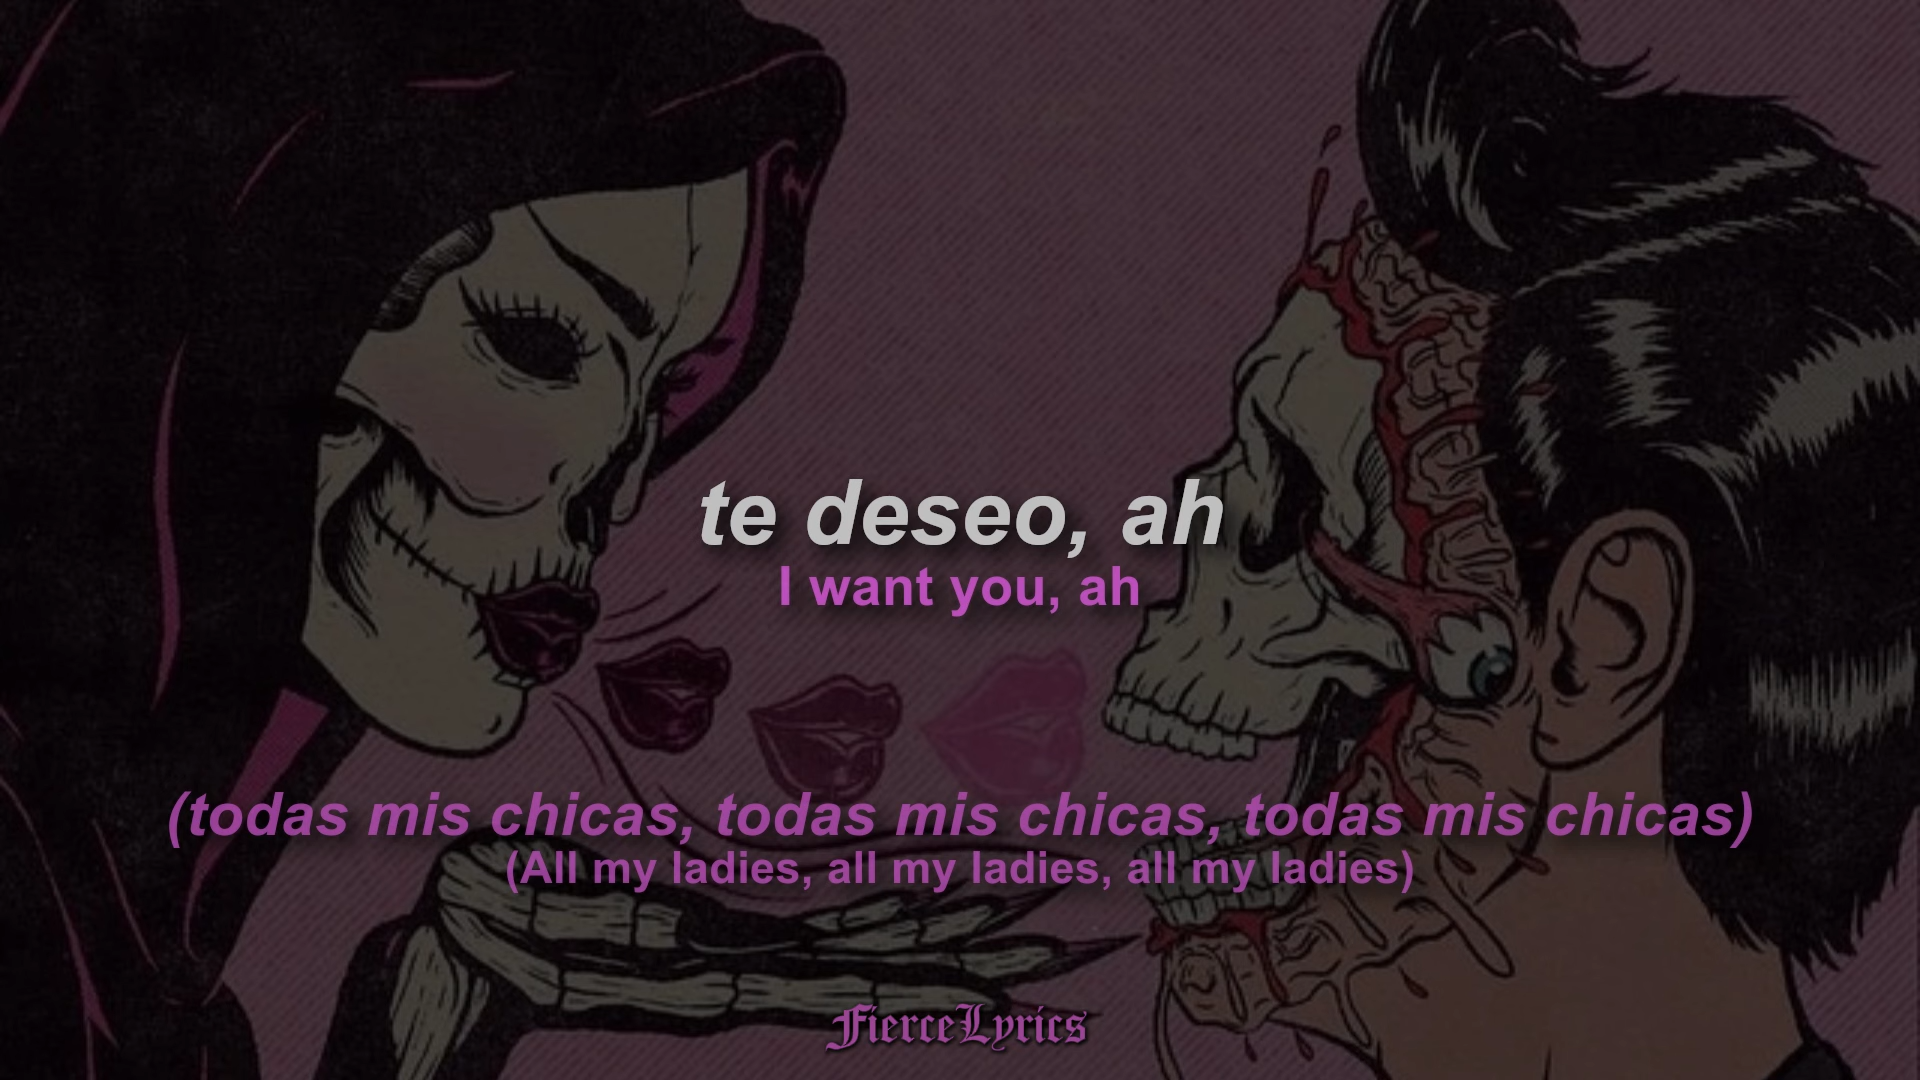 te deseo, ah
I want you, ah
(todas mis chicas, todas mis chicas, todas mis chicas)
(All my ladies, all my ladies, all my ladies)
FierceLyrics